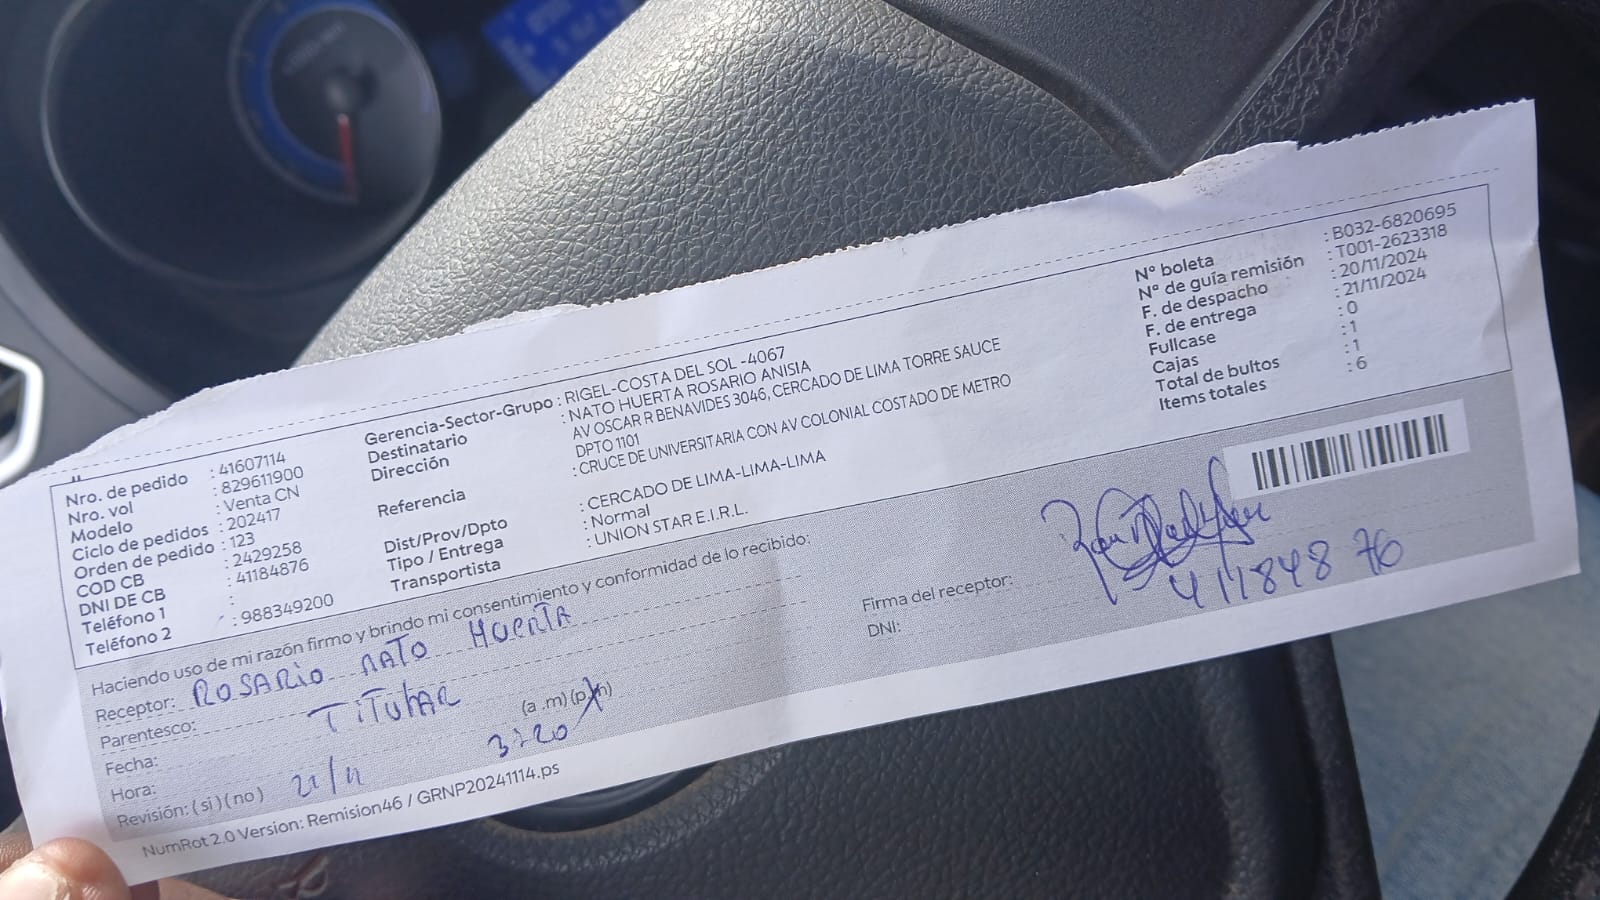 Nro. de pedido : 41607114
Nro. vol : 829611900
Modelo : Venta CN
Ciclo de pedidos : 202417
Orden de pedido : 123
COD CB : 2429258
DNI DE CB : 41184876
Teléfono 1 :
Teléfono 2 : 988349200
Gerencia-Sector-Grupo : RIGEL-COSTA DEL SOL -4067
Destinatario : NATO HUERTA ROSARIO ANISIA
Dirección AV OSCAR R BENAVIDES 3046, CERCADO DE LIMA TORRE SAUCE
DPTO 1101
Referencia : CRUCE DE UNIVERSITARIA CON AV COLONIAL COSTADO DE METRO
Dist/Prov/Dpto : CERCADO DE LIMA-LIMA-LIMA
Tipo / Entrega : Normal
Transportista : UNION STAR E.I.R.L.
N° boleta : B032-6820695
N° de guía remisión : T001-2623318
F. de despacho : 20/11/2024
F. de entrega : 21/11/2024
Fullcase : 0
Cajas : 1
Total de bultos : 1
Items totales : 6
Haciendo uso de mi razón firmo y brindo mi consentimiento y conformidad de lo recibido:
Receptor: ROSARIO NATO HUERTA
Parentesco: TITULAR
Fecha: 21/11
Hora: 3:20 (a .m) (p.m)
Revisión: ( si ) ( no )
Firma del receptor:
DNI: 41184876
NumRot 2.0 Version: Remision46 / GRNP20241114.ps